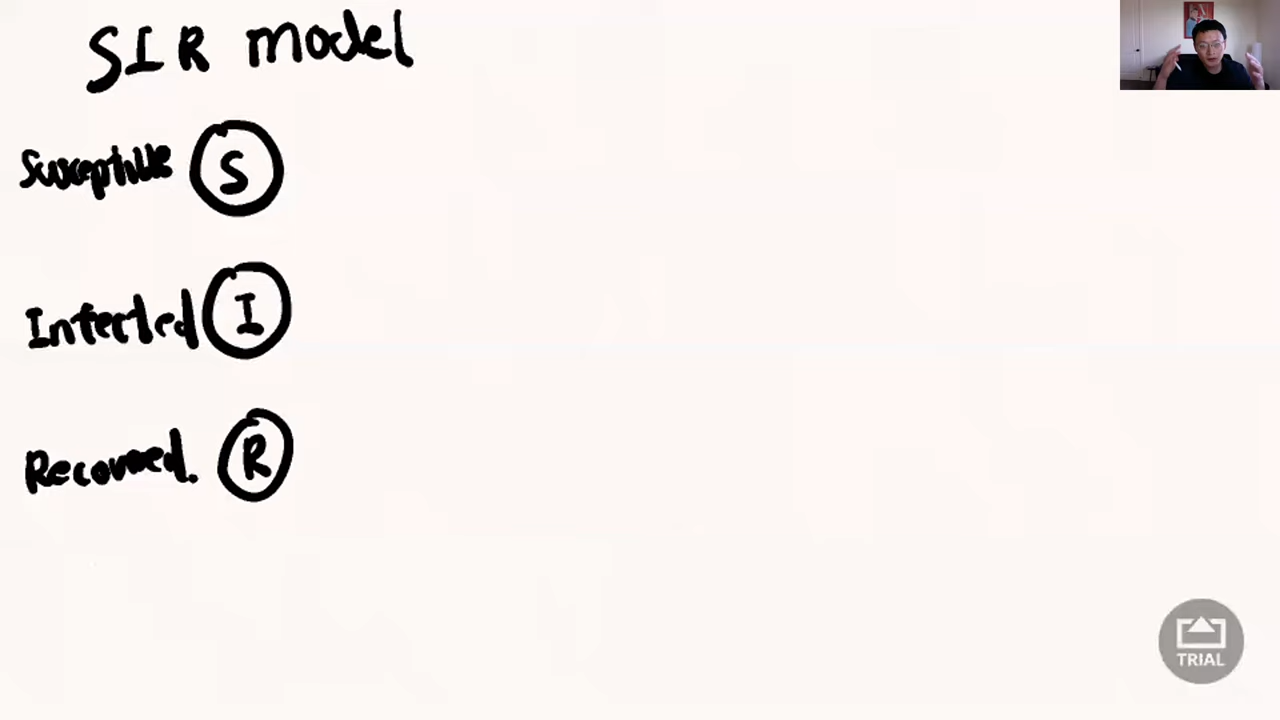 SIR model
Susceptible S
Infected I
Recovered. R
TRIAL